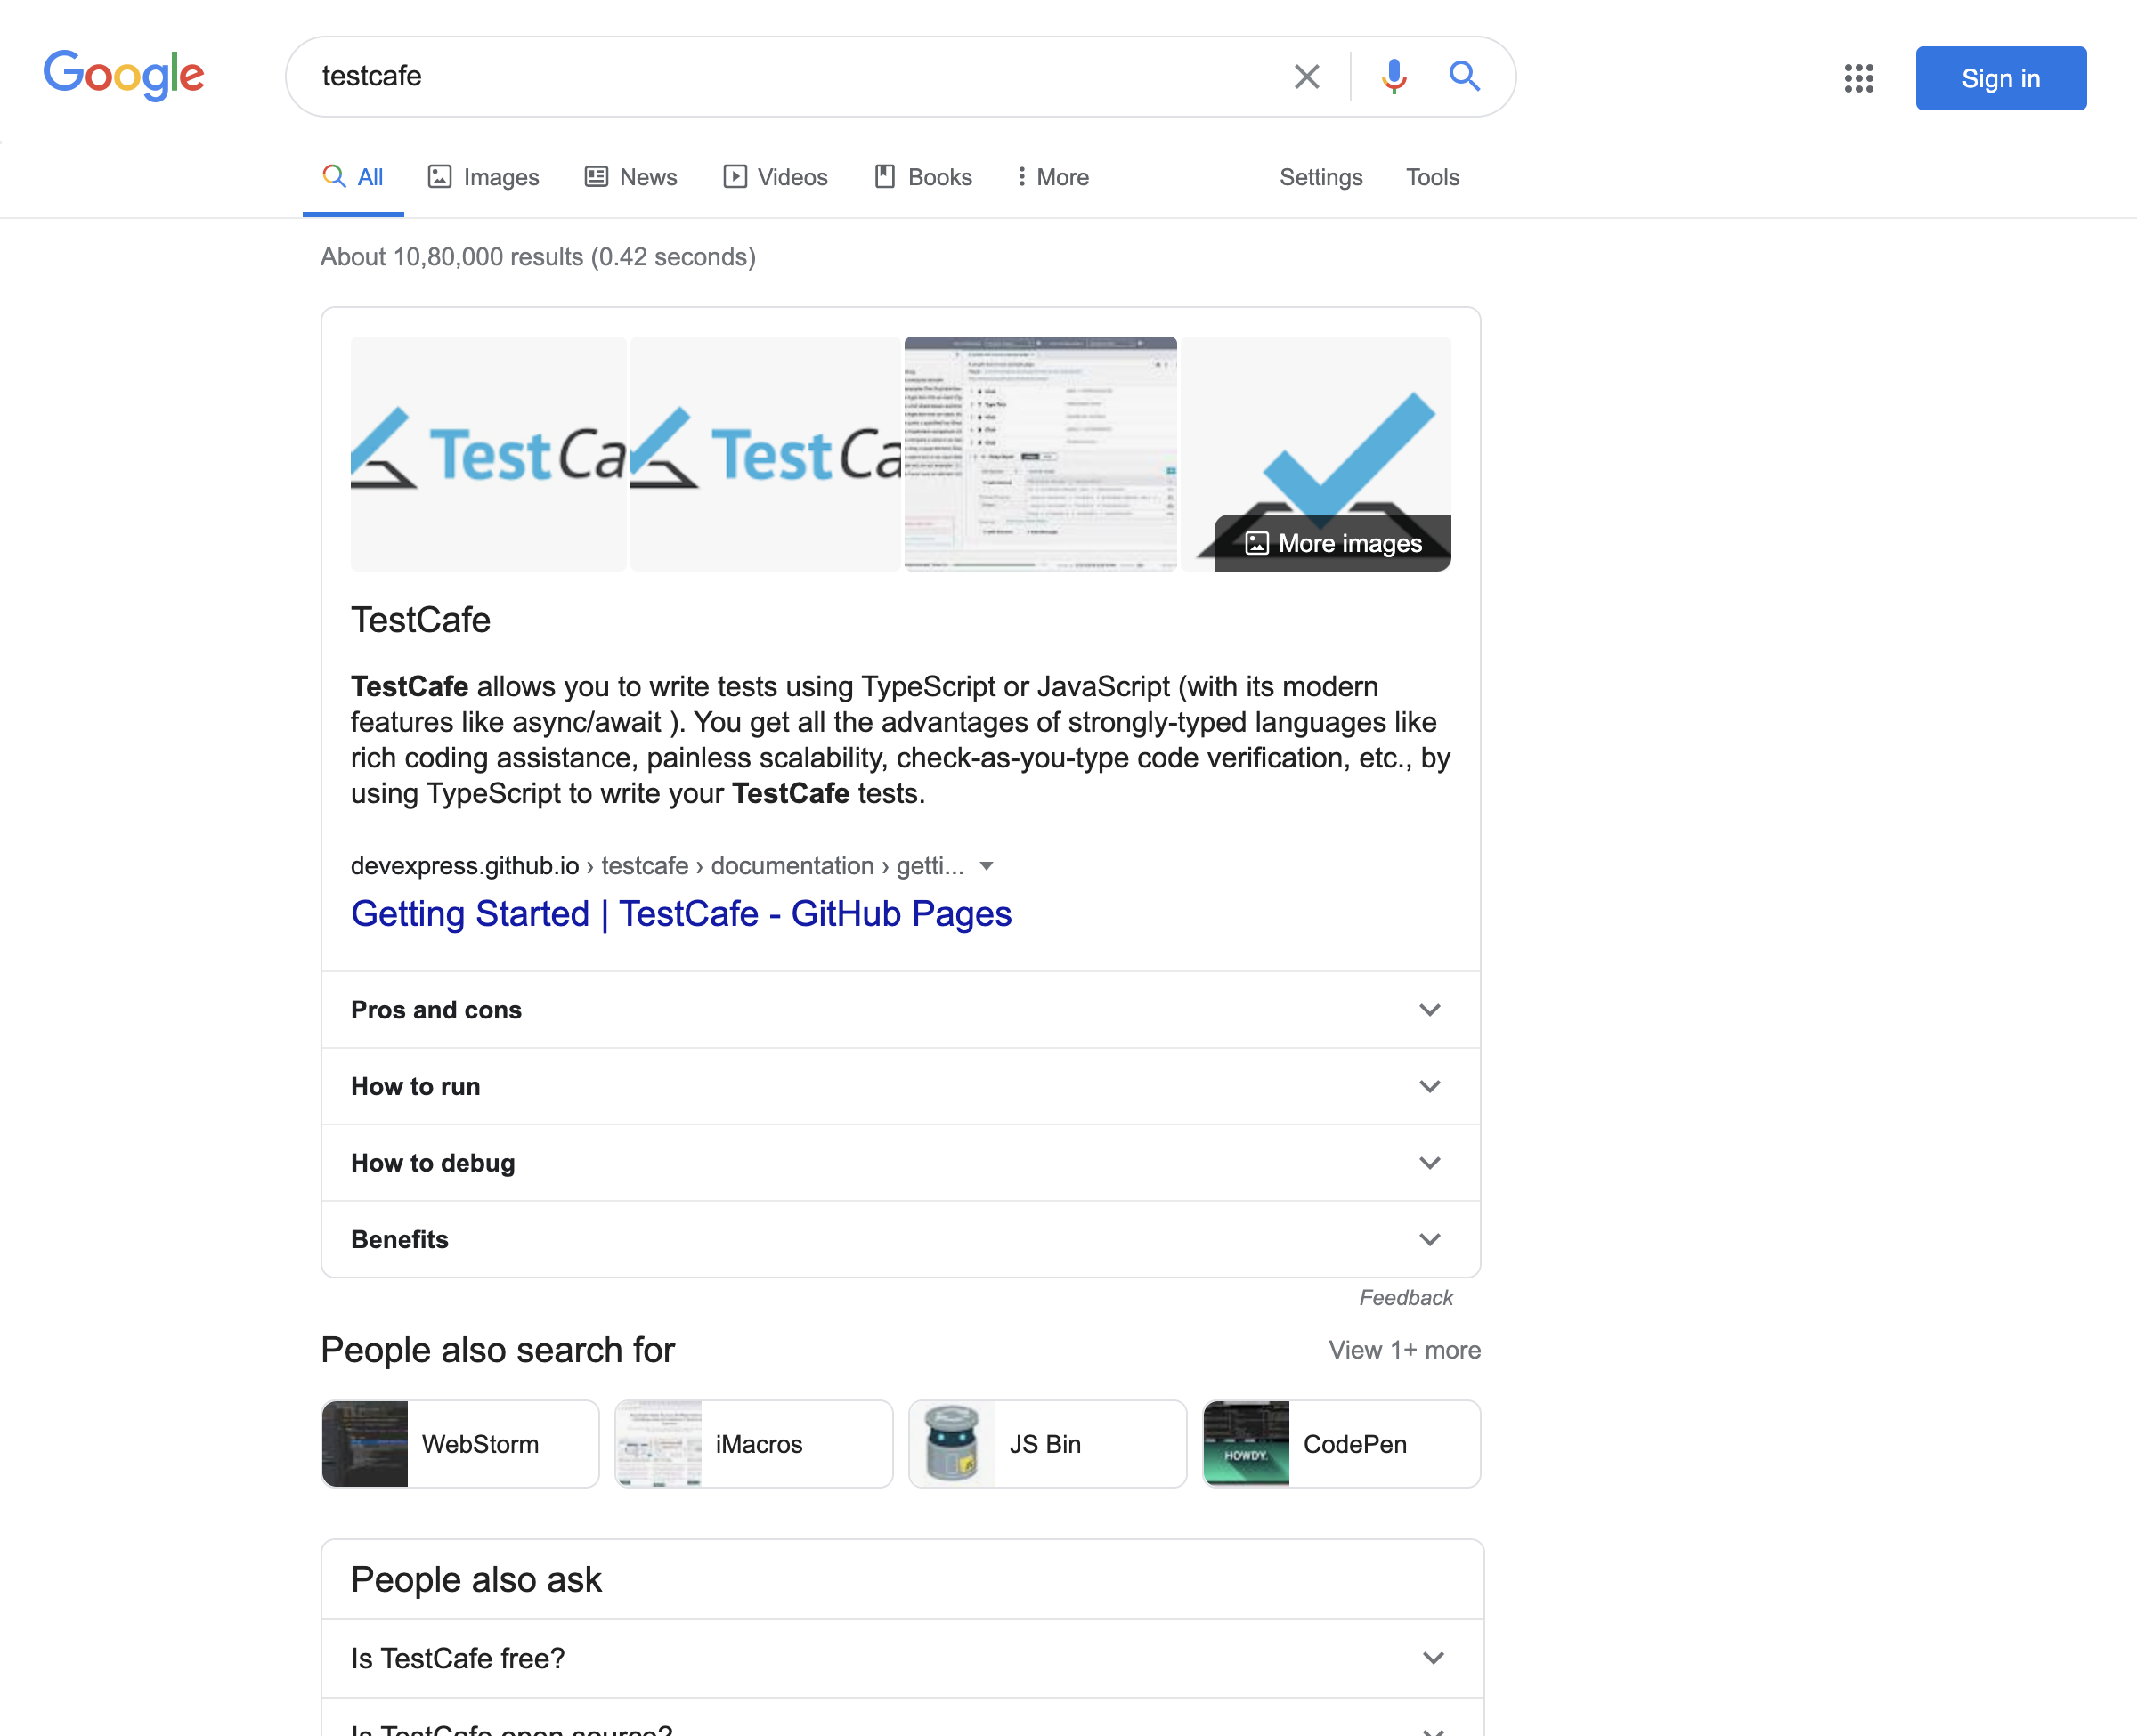 Google
testcafe
Sign in
All
Images
News
Videos
Books
More
Settings
Tools
About 10,80,000 results (0.42 seconds)
TestCa
TestCa
More images
TestCafe
TestCafe allows you to write tests using TypeScript or JavaScript (with its modern
features like async/await ). You get all the advantages of strongly-typed languages like
rich coding assistance, painless scalability, check-as-you-type code verification, etc., by
using TypeScript to write your TestCafe tests.
devexpress.github.io › testcafe › documentation › getti...
Getting Started | TestCafe - GitHub Pages
Pros and cons
How to run
How to debug
Benefits
Feedback
People also search for
View 1+ more
WebStorm
iMacros
JS Bin
HOWDY.
CodePen
People also ask
Is TestCafe free?
Is TestCafe open source?